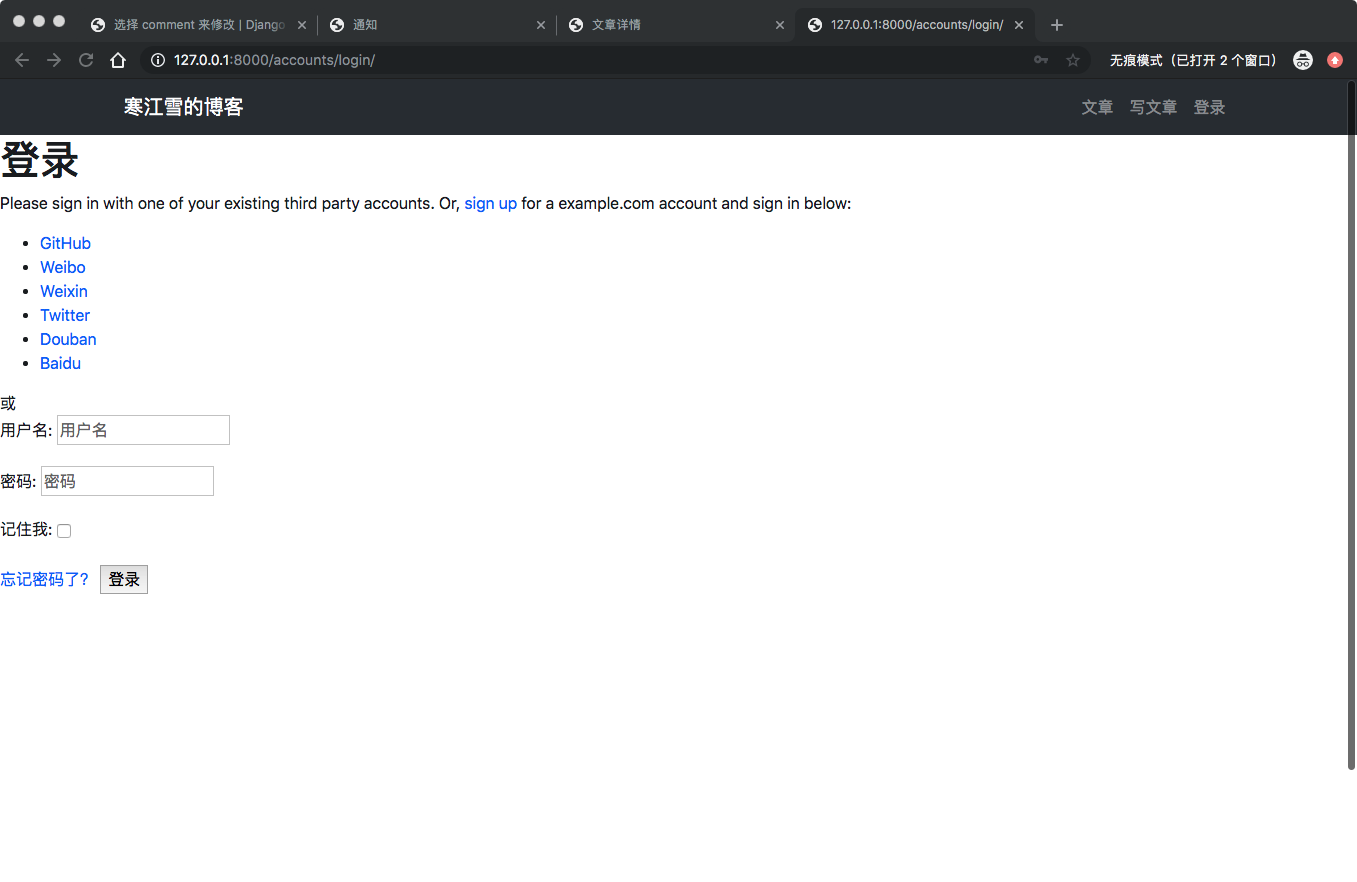 选择 comment 来修改 | Django
通知
文章详情
127.0.0.1:8000/accounts/login/
127.0.0.1:8000/accounts/login/
无痕模式（已打开 2 个窗口）
寒江雪的博客
文章 写文章 登录
登录
Please sign in with one of your existing third party accounts. Or, sign up for a example.com account and sign in below:
GitHub
Weibo
Weixin
Twitter
Douban
Baidu
或
用户名: 用户名
密码: 密码
记住我:
忘记密码了? 登录